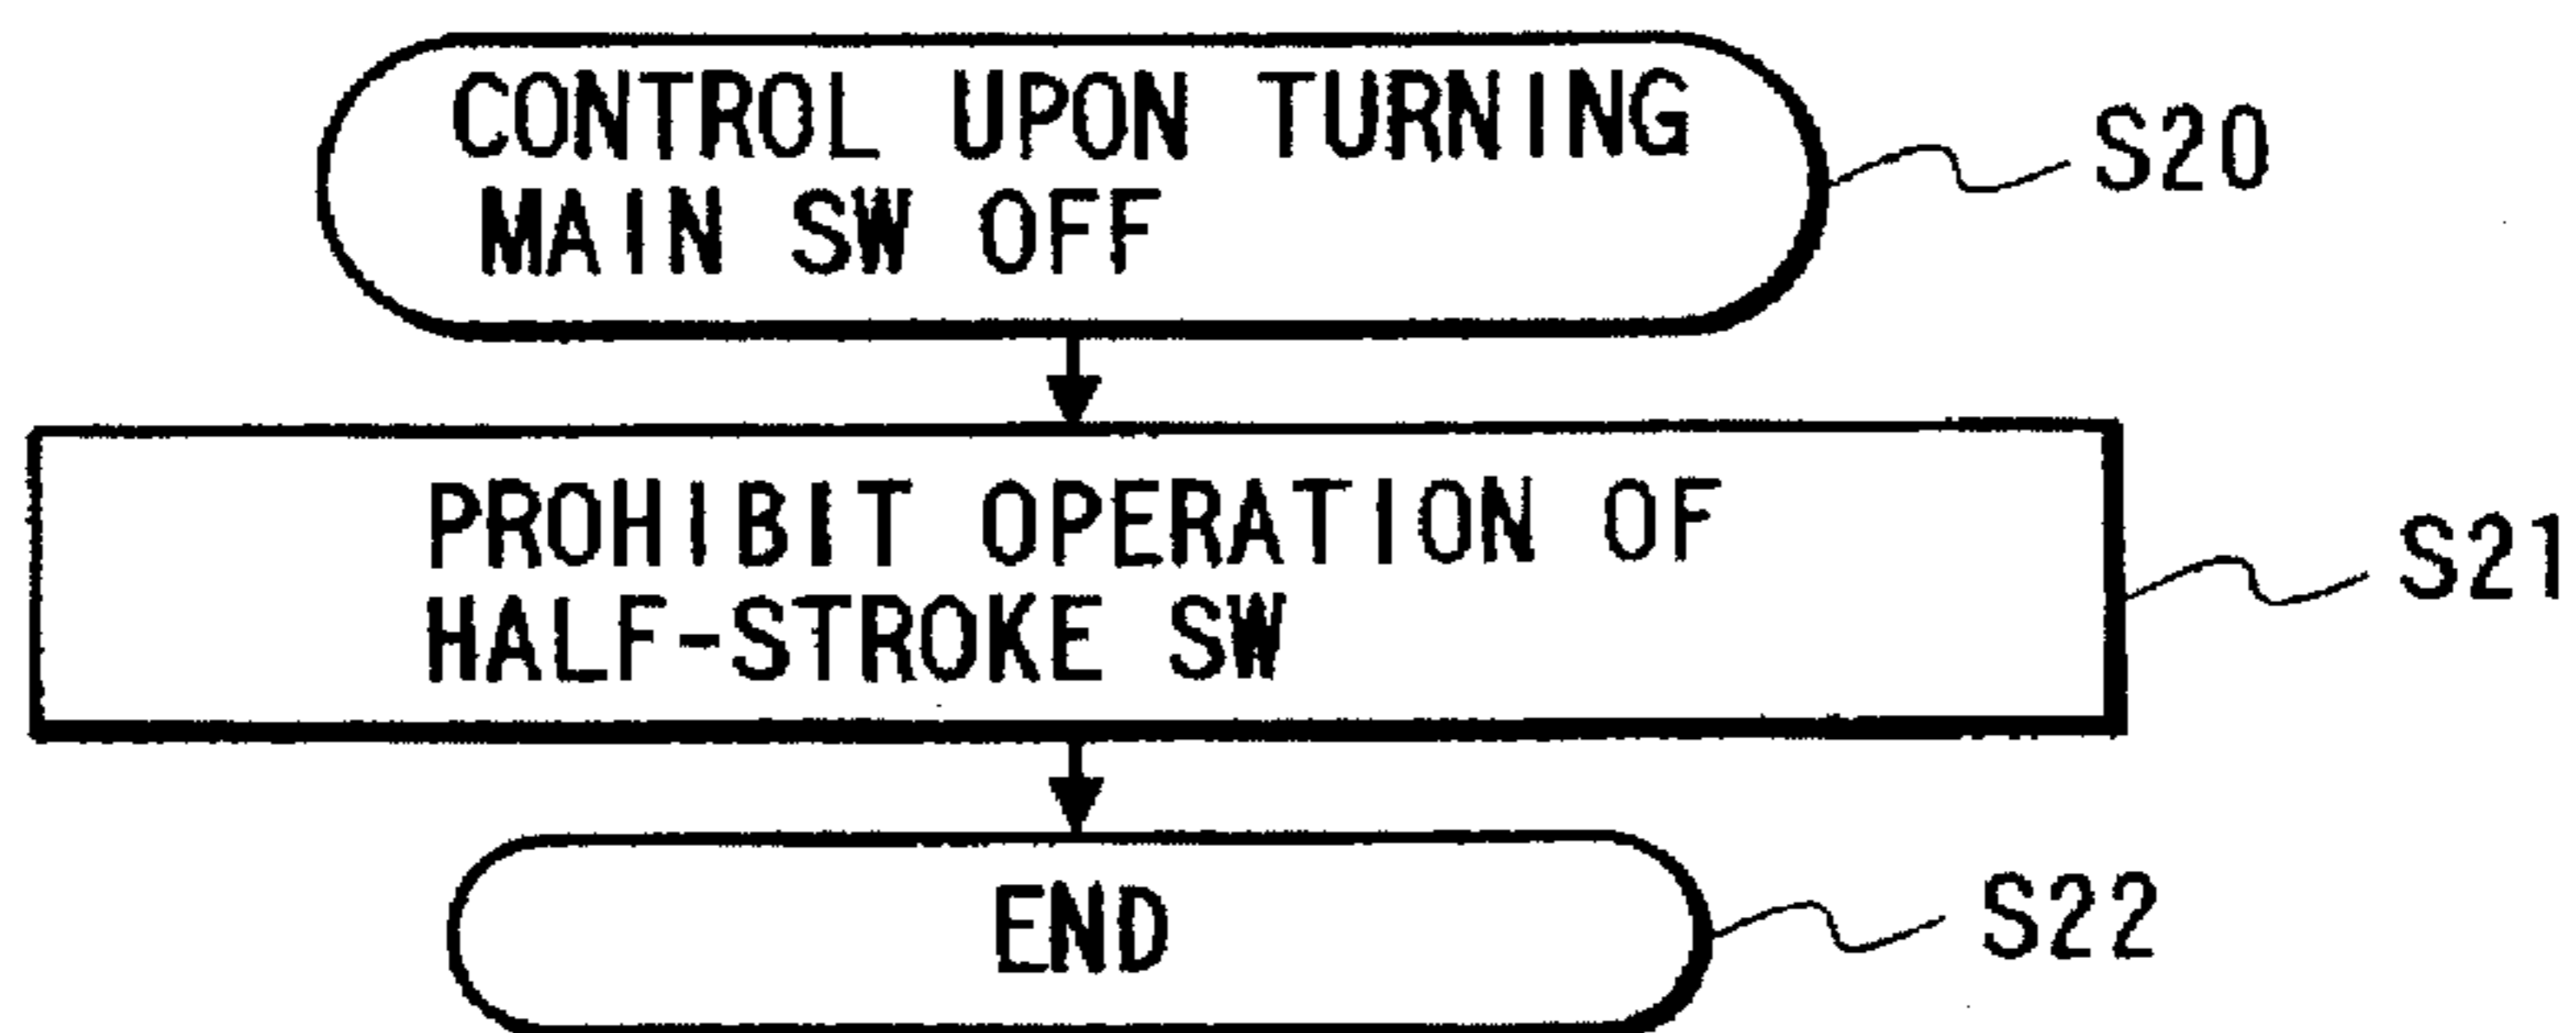 CONTROL UPON TURNING
MAIN SW OFF
S20
PROHIBIT OPERATION OF
HALF-STROKE SW
S21
END
S22